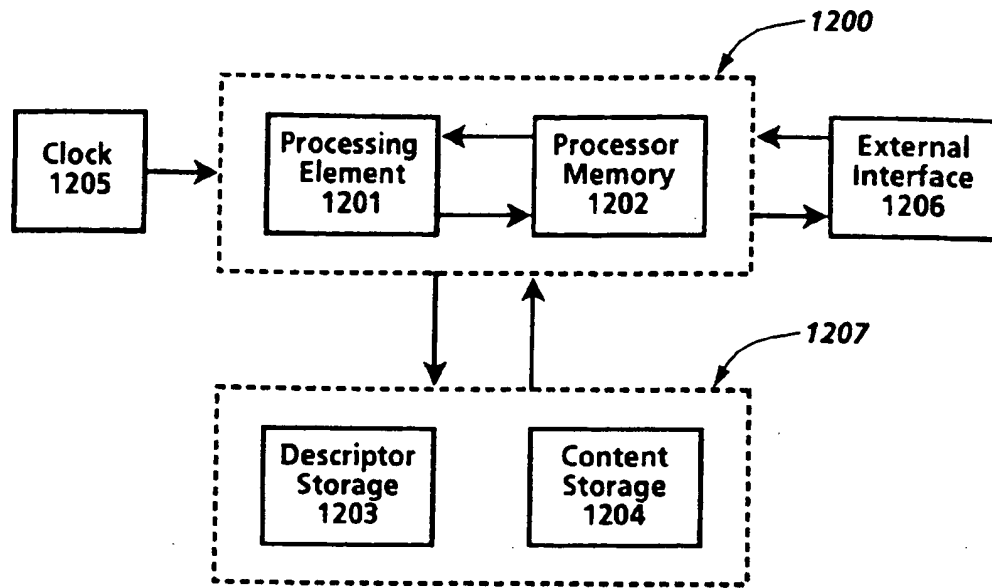 1200
Clock
1205
Processing
Element
1201
Processor
Memory
1202
External
Interface
1206
1207
Descriptor
Storage
1203
Content
Storage
1204